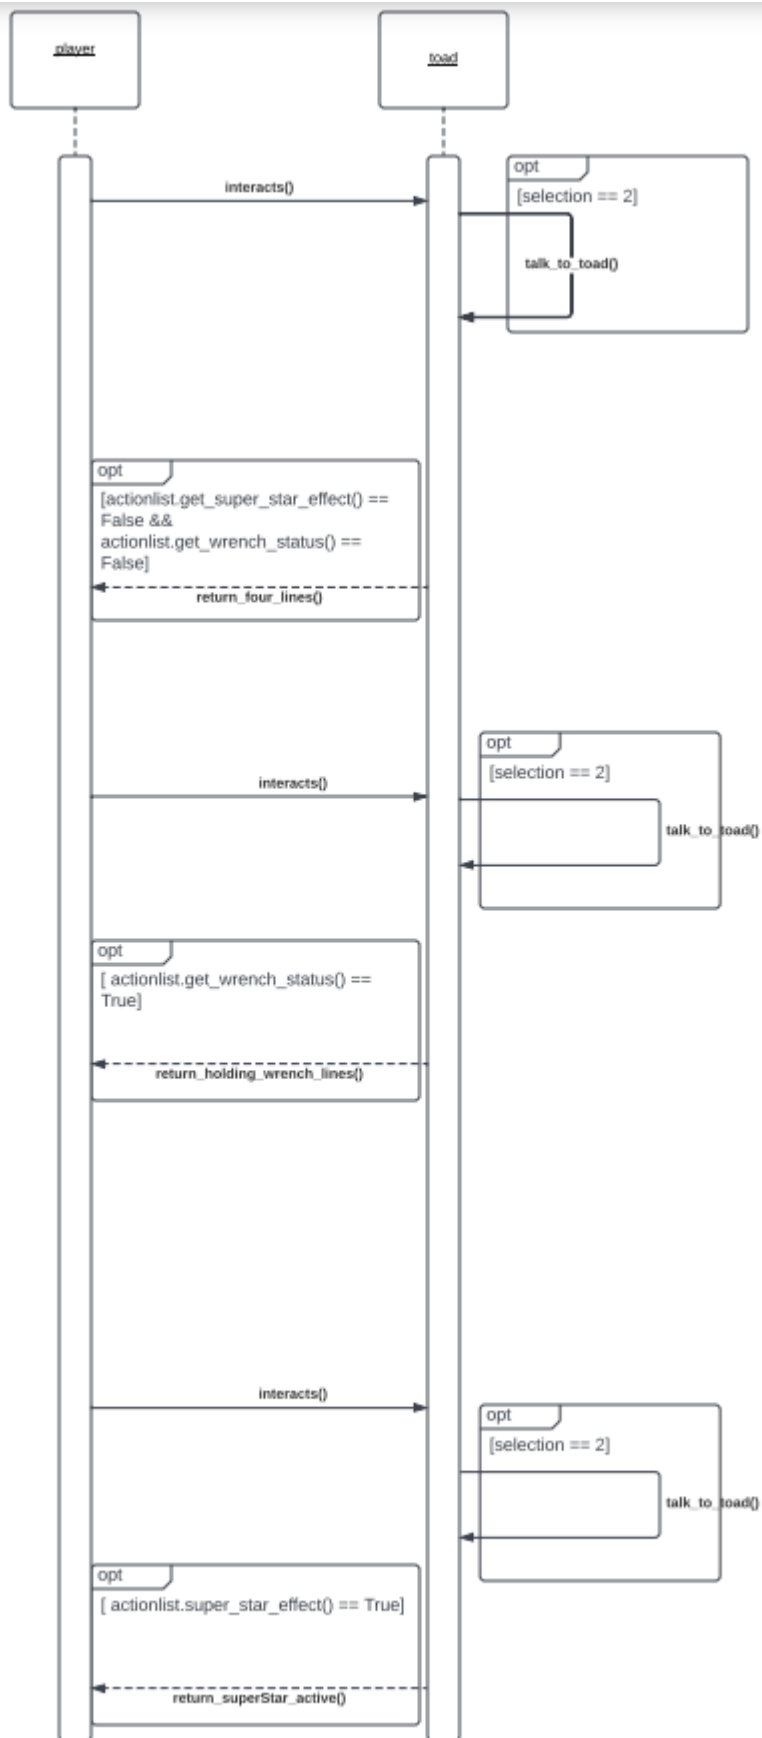 player
toad
interacts()
opt
[selection == 2]
talk_to_toad()
opt
[actionlist.get_super_star_effect() ==
False &&
actionlist.get_wrench_status() ==
False]
return_four_lines()
opt
[selection == 2]
interacts()
talk_to_toad()
opt
[ actionlist.get_wrench_status() ==
True]
return_holding_wrench_lines()
interacts()
opt
[selection == 2]
talk_to_toad()
opt
[ actionlist.super_star_effect() == True]
return_superStar_active()